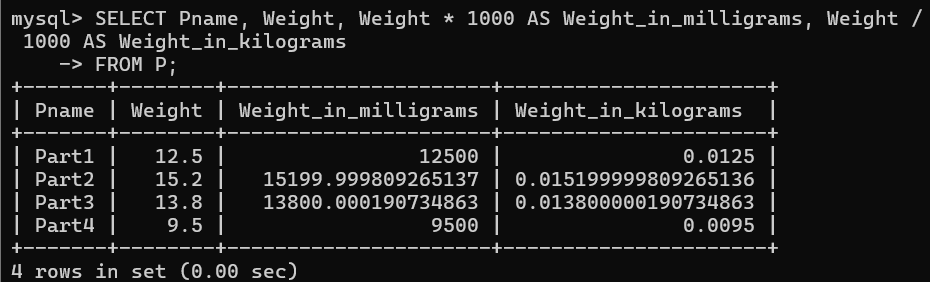 mysql> SELECT Pname, Weight, Weight * 1000 AS Weight_in_milligrams, Weight /
 1000 AS Weight_in_kilograms
    -> FROM P;
+-------+--------+----------------------+----------------------+
| Pname | Weight | Weight_in_milligrams | Weight_in_kilograms  |
+-------+--------+----------------------+----------------------+
| Part1 |   12.5 |                12500 |               0.0125 |
| Part2 |   15.2 |   15199.999809265137 | 0.015199999809265136 |
| Part3 |   13.8 |   13800.000190734863 | 0.013800000190734863 |
| Part4 |    9.5 |                 9500 |               0.0095 |
+-------+--------+----------------------+----------------------+
4 rows in set (0.00 sec)